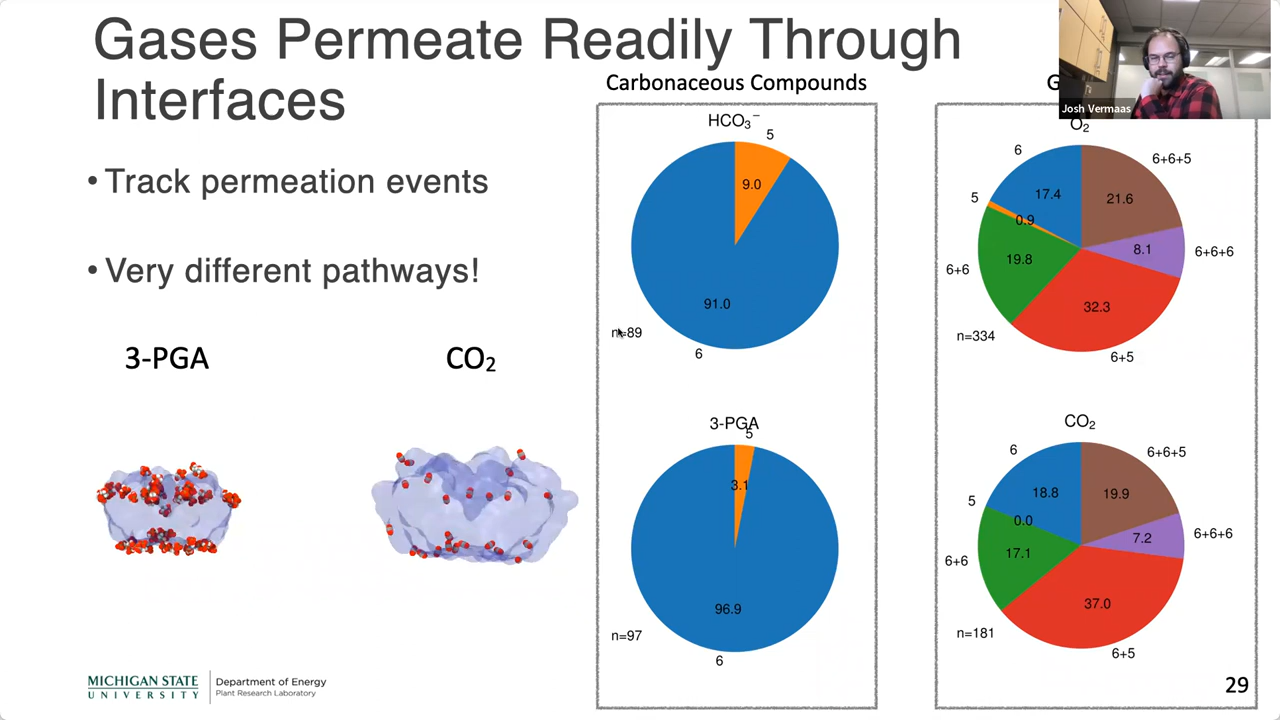 Gases Permeate Readily Through
Interfaces
• Track permeation events
• Very different pathways!
3-PGA
CO₂
Carbonaceous Compounds
HCO₃⁻
5
9.0
91.0
n=89
6
3-PGA
5
3.1
96.9
n=97
6
G
Josh Vermaas
O₂
6
6+6+5
17.4
21.6
5
0.9
6+6+6
8.1
6+6
19.8
32.3
n=334
6+5
CO₂
6
6+6+5
18.8
19.9
5
0.0
6+6+6
7.2
6+6
17.1
37.0
n=181
6+5
MICHIGAN STATE
UNIVERSITY
Department of Energy
Plant Research Laboratory
29